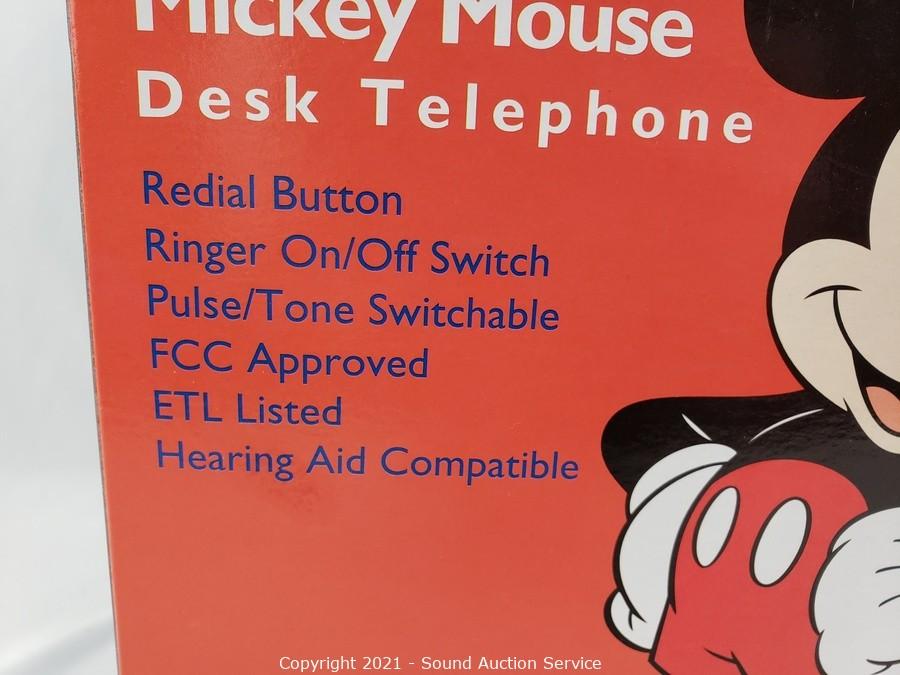 Mickey Mouse
Desk Telephone
Redial Button
Ringer On/Off Switch
Pulse/Tone Switchable
FCC Approved
ETL Listed
Hearing Aid Compatible
Copyright 2021 - Sound Auction Service